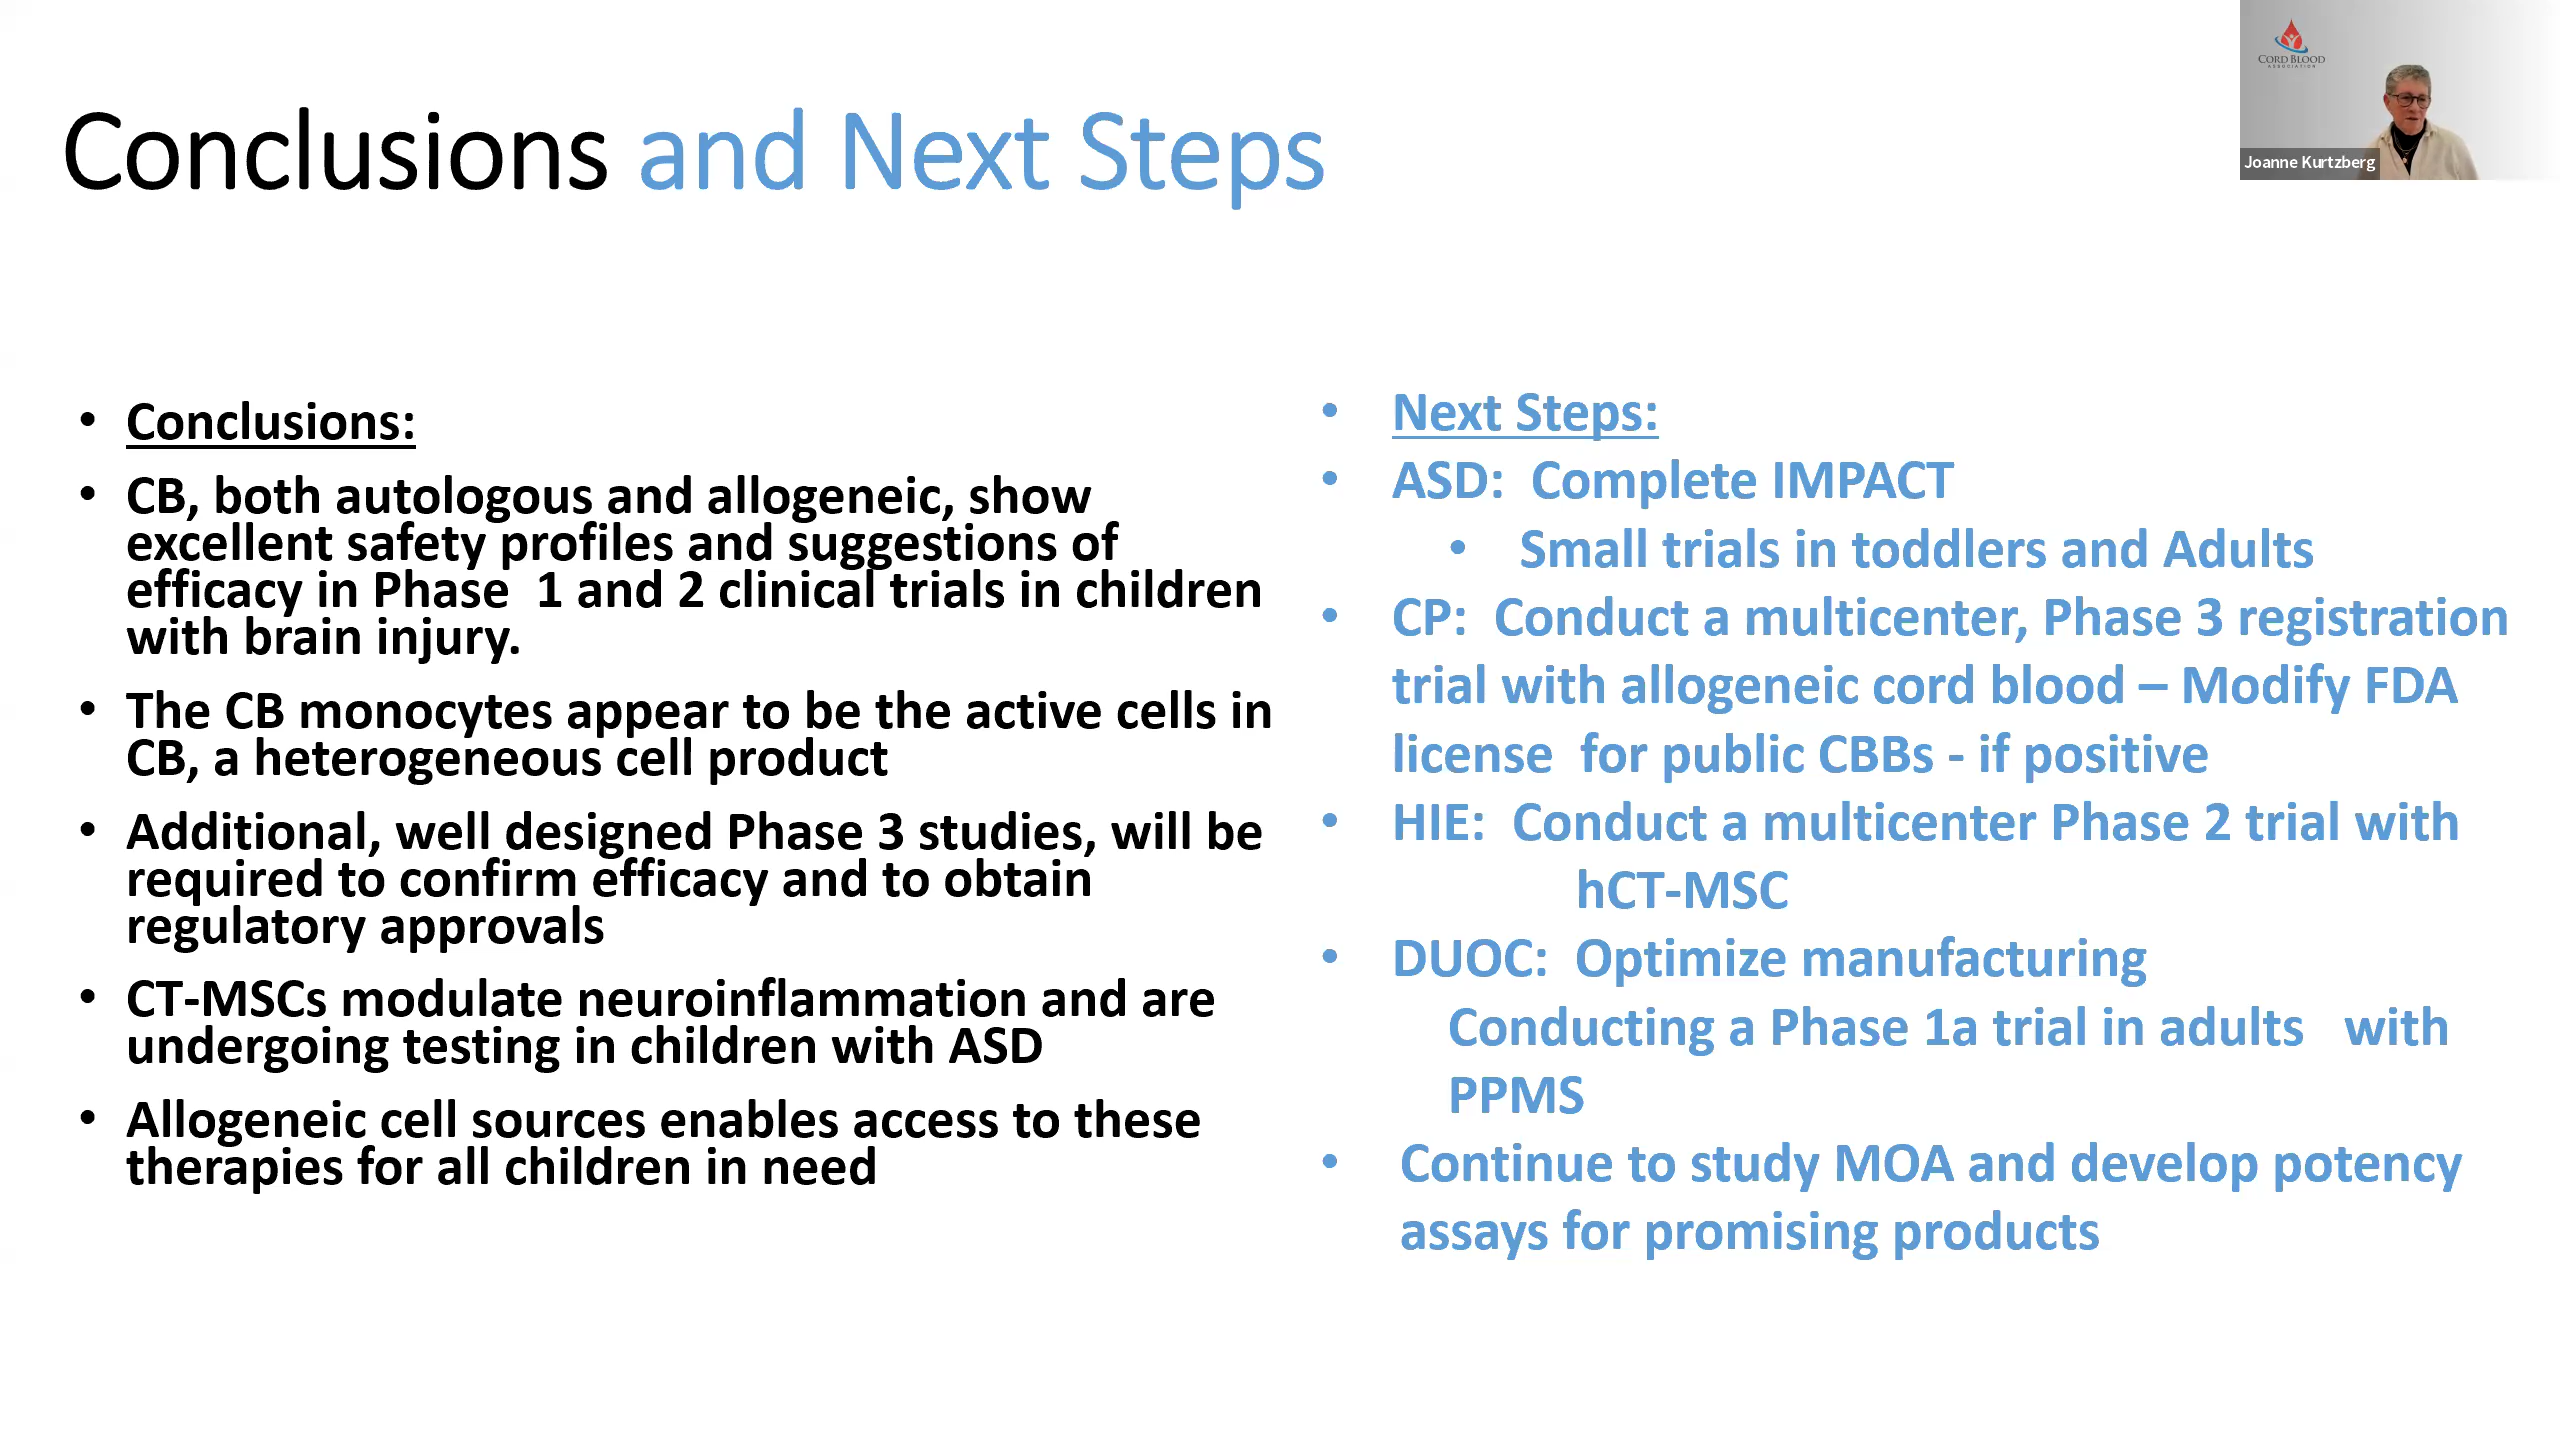 Conclusions and Next Steps
CORD BLOOD
ASSOCIATION
Joanne Kurtzberg
• Conclusions:
• CB, both autologous and allogeneic, show
excellent safety profiles and suggestions of
efficacy in Phase  1 and 2 clinical trials in children
with brain injury.
• The CB monocytes appear to be the active cells in
CB, a heterogeneous cell product
• Additional, well designed Phase 3 studies, will be
required to confirm efficacy and to obtain
regulatory approvals
• CT-MSCs modulate neuroinflammation and are
undergoing testing in children with ASD
• Allogeneic cell sources enables access to these
therapies for all children in need
• Next Steps:
• ASD:  Complete IMPACT
• Small trials in toddlers and Adults
• CP:  Conduct a multicenter, Phase 3 registration
trial with allogeneic cord blood – Modify FDA
license  for public CBBs - if positive
• HIE:  Conduct a multicenter Phase 2 trial with
hCT-MSC
• DUOC:  Optimize manufacturing
Conducting a Phase 1a trial in adults   with
PPMS
• Continue to study MOA and develop potency
assays for promising products